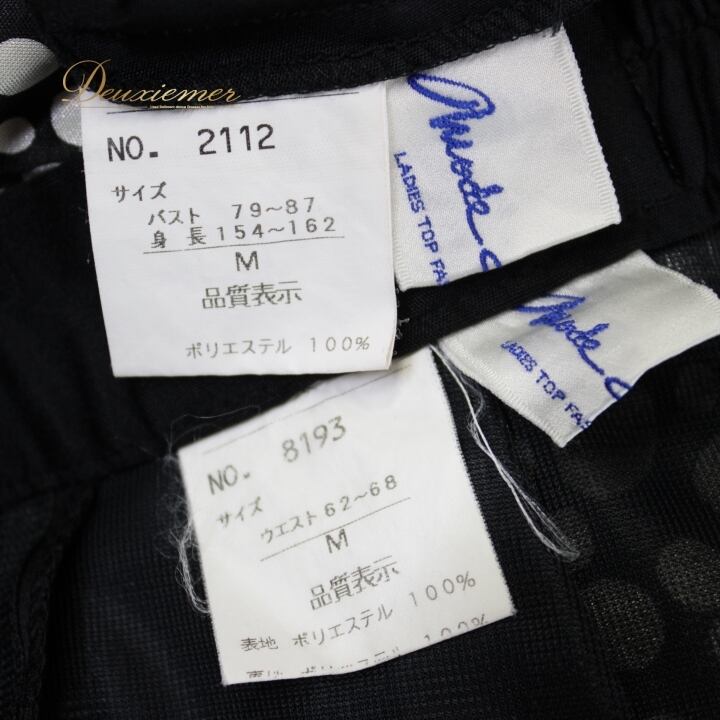 Deuxiemer
NO. 2112
サイズ
バスト 79~87
身長 154~162
M
品質表示
ポリエステル 100%
Mode
LADIES TOP FA
Mode
LADIES TOP FA
NO. 8193
サイズ
ウエスト 62~68
M
品質表示
表地 ポリエステル 100%
ポリエステル 100%